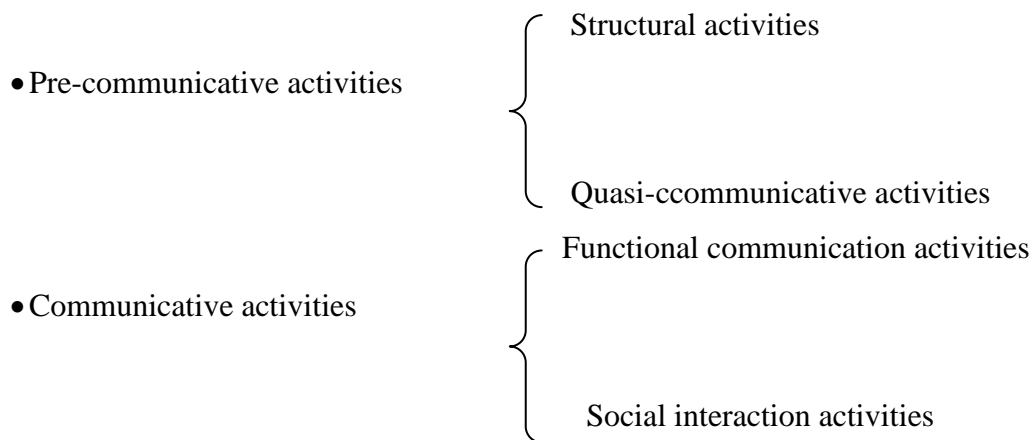 Structural activities
• Pre-communicative activities
Quasi-ccommunicative activities
Functional communication activities
• Communicative activities
Social interaction activities